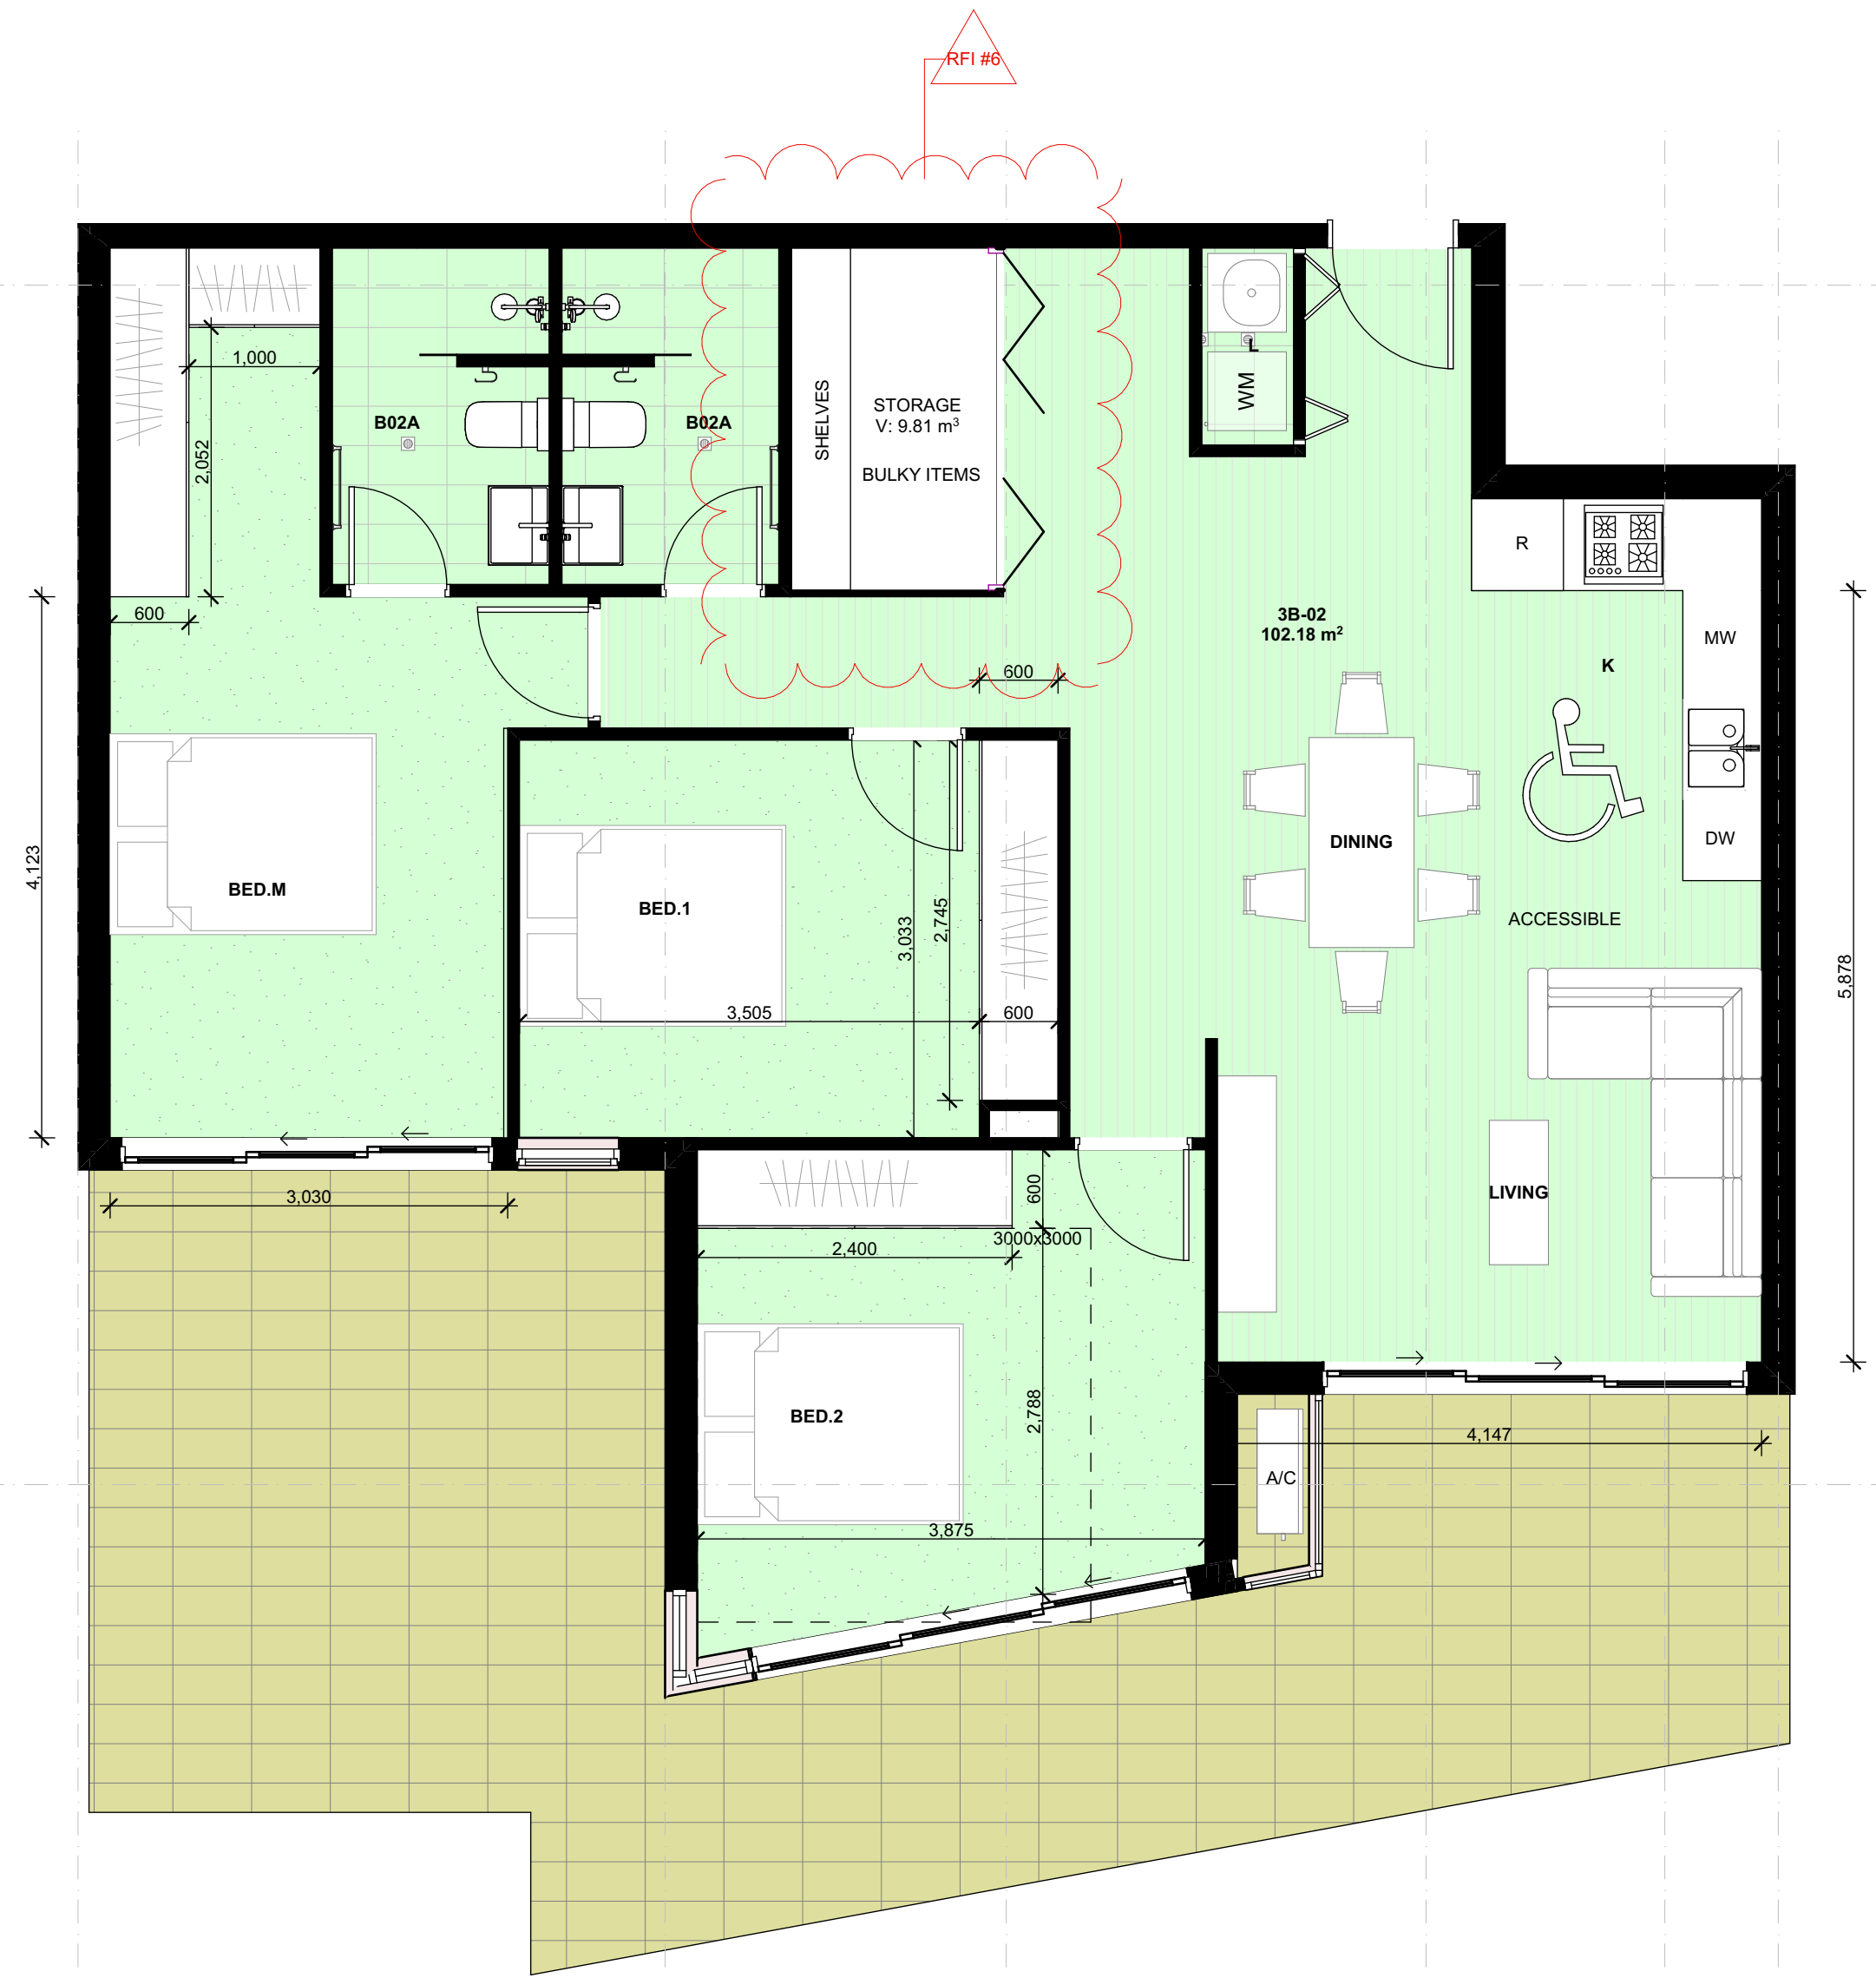 RFI #6
1,000
B02A
B02A
2,052
SHELVES
STORAGE
V: 9.81 m³
BULKY ITEMS
L
WM
R
600
3B-02
102.18 m²
MW
K
600
4,123
BED.M
BED.1
3,033
2,745
DINING
DW
ACCESSIBLE
3,505
600
5,878
3,030
600
LIVING
3000x3000
2,400
BED.2
2,788
4,147
A/C
3,875